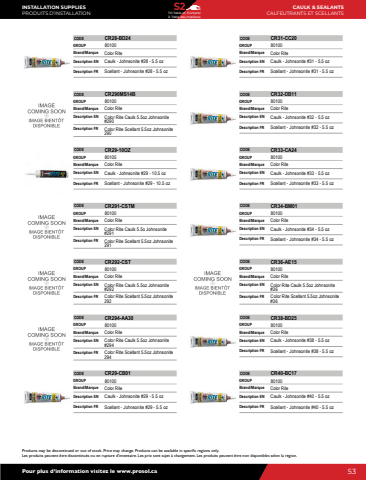 INSTALLATION SUPPLIES
PRODUITS D'INSTALLATION
S2
CAULK & SEALANTS
CALFEUTRANTS ET SCELLANTS
CODE CR28-BD24
GROUP 80100
Brand/Marque Color Rite
Description EN Caulk - Johnsonite #28 - 5.5 oz
Description FR Scellant - Johnsonite #28 - 5.5 oz
IMAGE
COMING SOON
IMAGE BIENTÔT
DISPONIBLE
CODE CR290MS14B
GROUP 80100
Brand/Marque Color Rite
Description EN Color Rite Caulk 5.5oz Johnsonite
#290
Description FR Color Rite Scellant 5.5oz Johnsonite
290
CODE CR29-10OZ
GROUP 80105
Brand/Marque Color Rite
Description EN Caulk - Johnsonite #29 - 10.5 oz
Description FR Scellant - Johnsonite #29 - 10.5 oz
IMAGE
COMING SOON
IMAGE BIENTÔT
DISPONIBLE
CODE CR291-CSTM
GROUP 80100
Brand/Marque Color Rite
Description EN Color Rite Caulk 5.5o Johnsonite
#291
Description FR Color Rite Scellant 5.5oz Johnsonite
291
IMAGE
COMING SOON
IMAGE BIENTÔT
DISPONIBLE
CODE CR292-CST
GROUP 80100
Brand/Marque Color Rite
Description EN Color Rite Caulk 5.5oz Johnsonite
#292
Description FR Color Rite Scellant 5.5oz Johnsonite
292
IMAGE
COMING SOON
IMAGE BIENTÔT
DISPONIBLE
CODE CR294-AA38
GROUP 80100
Brand/Marque Color Rite
Description EN Color Rite Caulk 5.5oz Johnsonite
#294
Description FR Color Rite Scellant 5.5oz Johnsonite
294
CODE CR29-CB01
GROUP 80100
Brand/Marque Color Rite
Description EN Caulk - Johnsonite #29 - 5.5 oz
Description FR Scellant - Johnsonite #29 - 5.5 oz
CODE CR31-CC28
GROUP 80100
Brand/Marque Color Rite
Description EN Caulk - Johnsonite #31 - 5.5 oz
Description FR Scellant - Johnsonite #31 - 5.5 oz
CODE CR32-DB11
GROUP 80100
Brand/Marque Color Rite
Description EN Caulk - Johnsonite #32 - 5.5 oz
Description FR Scellant - Johnsonite #32 - 5.5 oz
CODE CR33-CA24
GROUP 80100
Brand/Marque Color Rite
Description EN Caulk - Johnsonite #33 - 5.5 oz
Description FR Scellant - Johnsonite #33 - 5.5 oz
CODE CR34-BM01
GROUP 80100
Brand/Marque Color Rite
Description EN Caulk - Johnsonite #34 - 5.5 oz
Description FR Scellant - Johnsonite #34 - 5.5 oz
IMAGE
COMING SOON
IMAGE BIENTÔT
DISPONIBLE
CODE CR36-AE15
GROUP 80100
Brand/Marque Color Rite
Description EN Color Rite Caulk 5.5oz Johnsonite
#36
Description FR Color Rite Scellant 5.5oz Johnsonite
#36
CODE CR38-BD25
GROUP 80100
Brand/Marque Color Rite
Description EN Caulk - Johnsonite #38 - 5.5 oz
Description FR Scellant - Johnsonite #38 - 5.5 oz
CODE CR40-BC17
GROUP 80100
Brand/Marque Color Rite
Description EN Caulk - Johnsonite #40 - 5.5 oz
Description FR Scellant - Johnsonite #40 - 5.5 oz
Products may be discontinued or out of stock. Price may change. Products can be available in specific regions only.
Les produits peuvent être discontinués ou en rupture d'inventaire. Les prix sont sujet à changement. Les produits peuvent être non disponibles selon la région.
Pour plus d'information visitez le www.prosol.ca
53